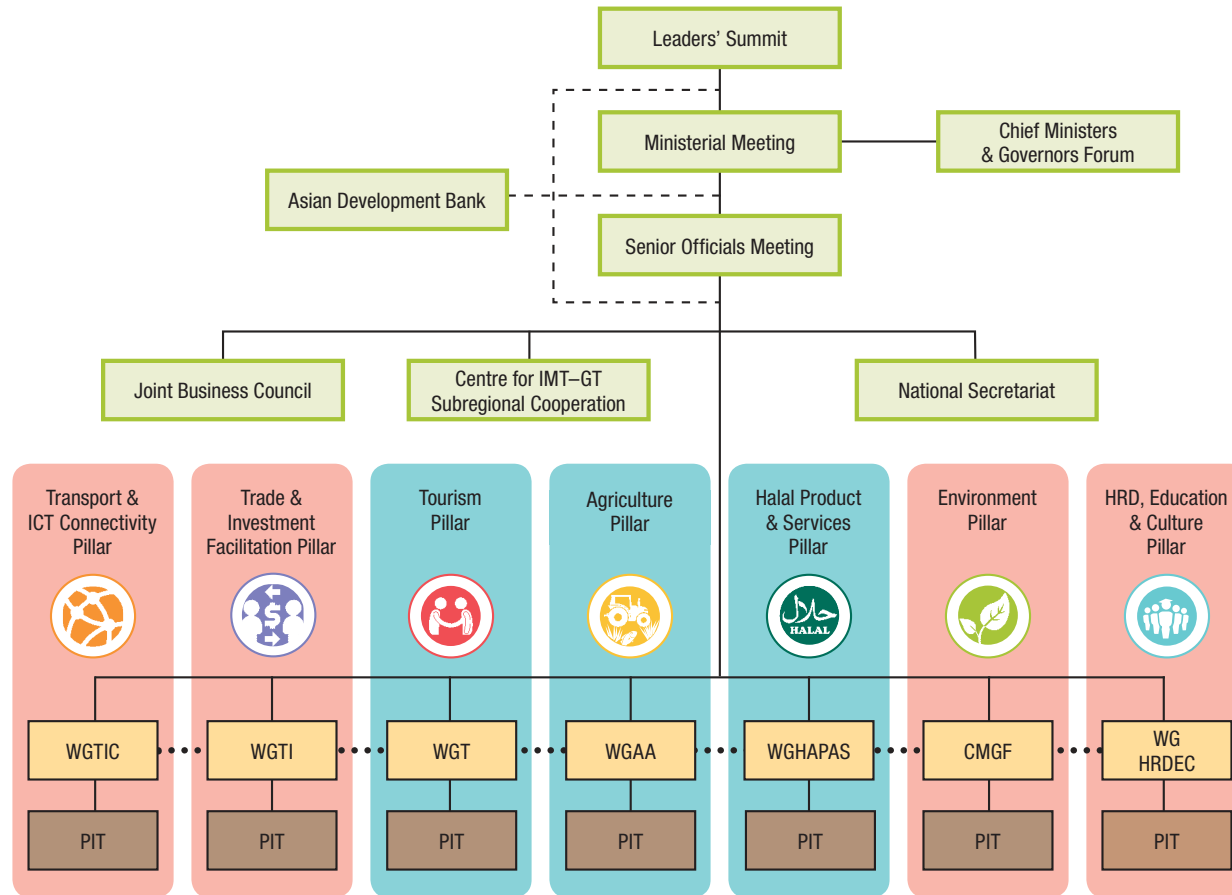 Leaders’ Summit
Ministerial Meeting
Chief Ministers
& Governors Forum
Asian Development Bank
Senior Officials Meeting
Joint Business Council
Centre for IMT–GT
Subregional Cooperation
National Secretariat
Transport &
ICT Connectivity
Pillar
Trade &
Investment
Facilitation Pillar
Tourism
Pillar
Agriculture
Pillar
Halal Product
& Services
Pillar
Environment
Pillar
HRD, Education
& Culture
Pillar
$
حلال
HALAL
WGTIC
WGTI
WGT
WGAA
WGHAPAS
CMGF
WG
HRDEC
PIT
PIT
PIT
PIT
PIT
PIT
PIT